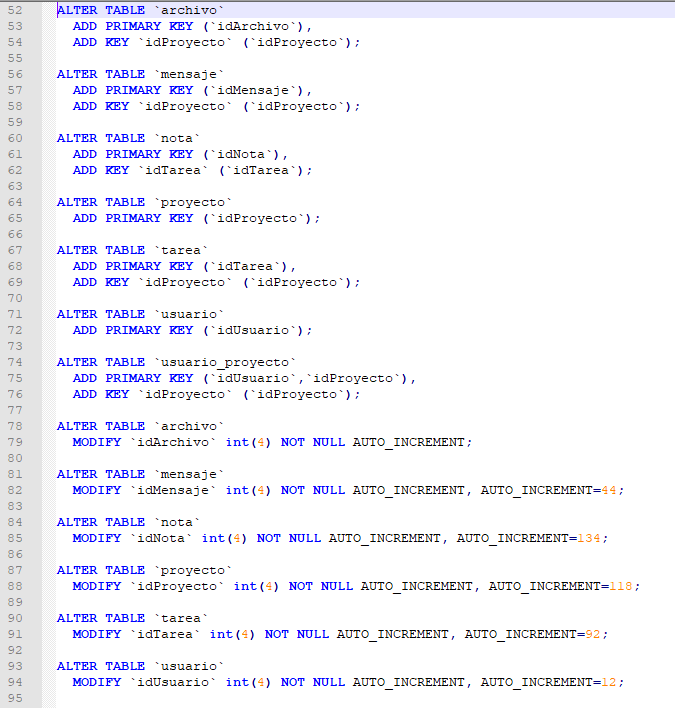 52 ALTER TABLE `archivo`
53   ADD PRIMARY KEY (`idArchivo`),
54   ADD KEY `idProyecto` (`idProyecto`);
55
56 ALTER TABLE `mensaje`
57   ADD PRIMARY KEY (`idMensaje`),
58   ADD KEY `idProyecto` (`idProyecto`);
59
60 ALTER TABLE `nota`
61   ADD PRIMARY KEY (`idNota`),
62   ADD KEY `idTarea` (`idTarea`);
63
64 ALTER TABLE `proyecto`
65   ADD PRIMARY KEY (`idProyecto`);
66
67 ALTER TABLE `tarea`
68   ADD PRIMARY KEY (`idTarea`),
69   ADD KEY `idProyecto` (`idProyecto`);
70
71 ALTER TABLE `usuario`
72   ADD PRIMARY KEY (`idUsuario`);
73
74 ALTER TABLE `usuario_proyecto`
75   ADD PRIMARY KEY (`idUsuario`,`idProyecto`),
76   ADD KEY `idProyecto` (`idProyecto`);
77
78 ALTER TABLE `archivo`
79   MODIFY `idArchivo` int(4) NOT NULL AUTO_INCREMENT;
80
81 ALTER TABLE `mensaje`
82   MODIFY `idMensaje` int(4) NOT NULL AUTO_INCREMENT, AUTO_INCREMENT=44;
83
84 ALTER TABLE `nota`
85   MODIFY `idNota` int(4) NOT NULL AUTO_INCREMENT, AUTO_INCREMENT=134;
86
87 ALTER TABLE `proyecto`
88   MODIFY `idProyecto` int(4) NOT NULL AUTO_INCREMENT, AUTO_INCREMENT=118;
89
90 ALTER TABLE `tarea`
91   MODIFY `idTarea` int(4) NOT NULL AUTO_INCREMENT, AUTO_INCREMENT=92;
92
93 ALTER TABLE `usuario`
94   MODIFY `idUsuario` int(4) NOT NULL AUTO_INCREMENT, AUTO_INCREMENT=12;
95